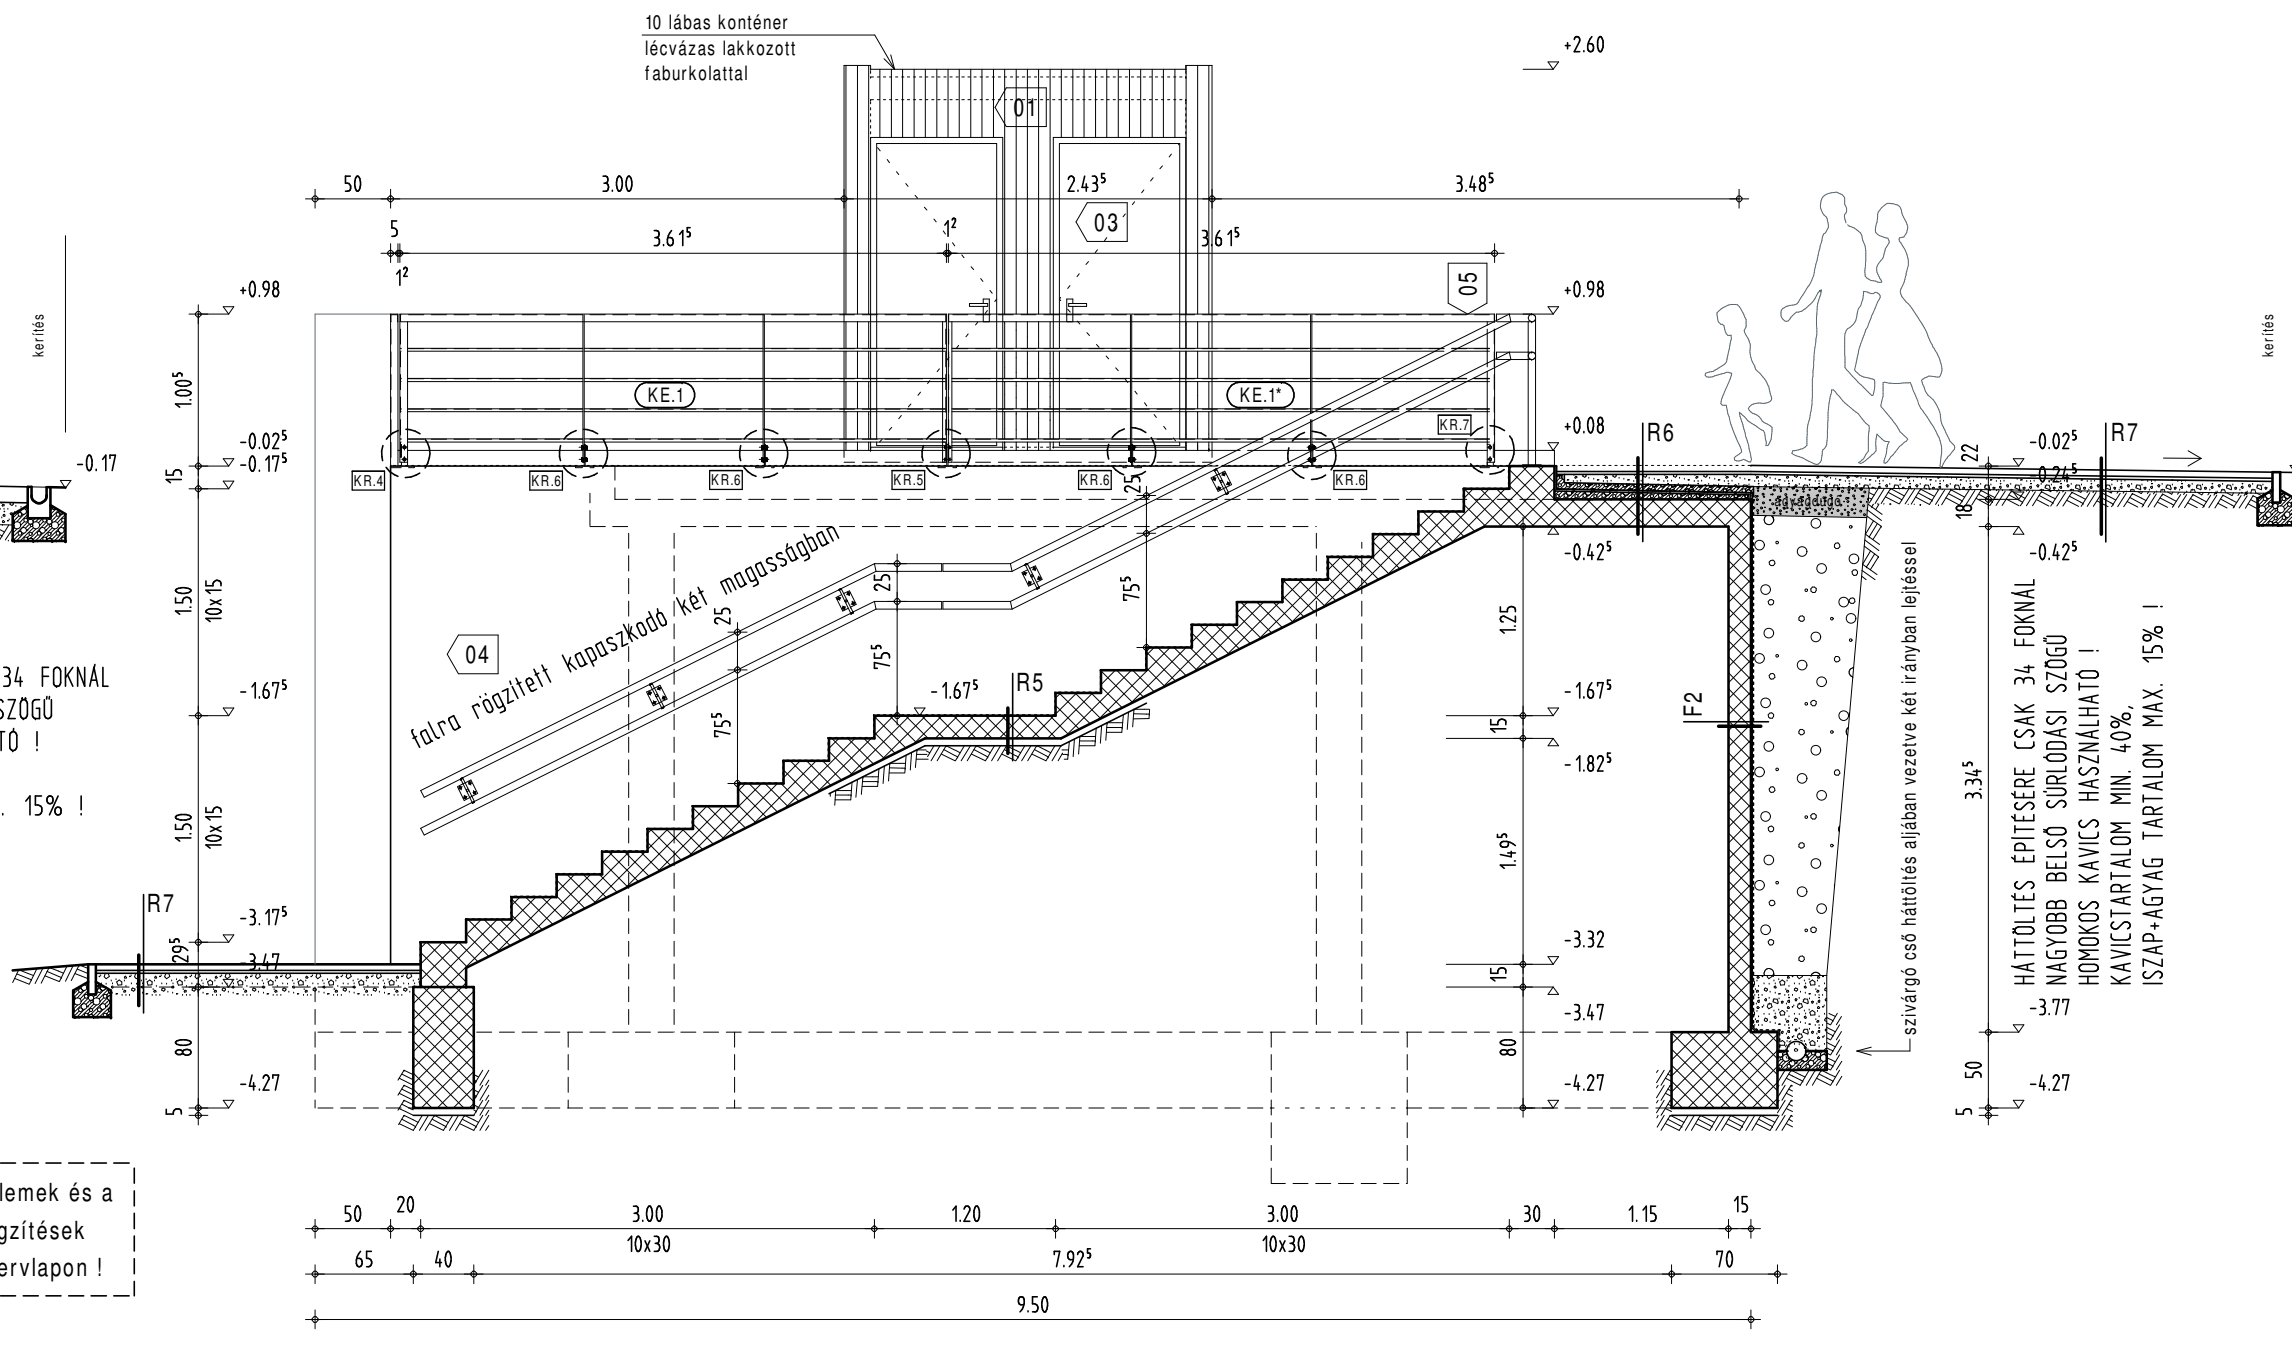 10 lábas konténer
lécvázas lakkozott
faburkolattal
+2.60
01
50
3.00
2.43⁵
3.48⁵
03
5
3.61⁵
1²
3.61⁵
1²
05
+0.98
+0.98
kerítés
kerítés
1.00⁵
KE.1
KE.1*
KR.7
+0.08
R6
22
-0.02⁵
R7
-0.17
-0.02⁵
-0.17⁵
15
0.24⁵
KR.4
KR.6
KR.6
KR.5
KR.6
25
KR.6
18
-0.42⁵
-0.42⁵
1.50
10x15
falra rögzített kapaszkodó két magasságban
25
25
75⁵
75⁵
75⁵
04
1.25
34 FOKNÁL
SZÖGŰ
TÓ !
. 15% !
-1.67⁵
-1.67⁵
R5
-1.67⁵
15
-1.82⁵
F2
1.50
10x15
1.49⁵
3.34⁵
szivárgó cső háttöltés aljában vezetve két irányban lejtéssel
HÁTTÖLTÉS ÉPÍTÉSÉRE CSAK 34 FOKNÁL
NAGYOBB BELSŐ SÚRLÓDÁSI SZÖGŰ
HOMOKOS KAVICS HASZNÁLHATÓ !
KAVICSTARTALOM MIN. 40%,
ISZAP+AGYAG TARTALOM MAX. 15% !
R7
-3.17⁵
29⁵
-3.47
-3.32
15
-3.47
-3.77
80
80
50
-4.27
-4.27
-4.27
5
5
lemek és a
gzítések
ervlapon !
50
20
3.00
1.20
3.00
30
1.15
15
10x30
10x30
65
40
7.92⁵
70
9.50